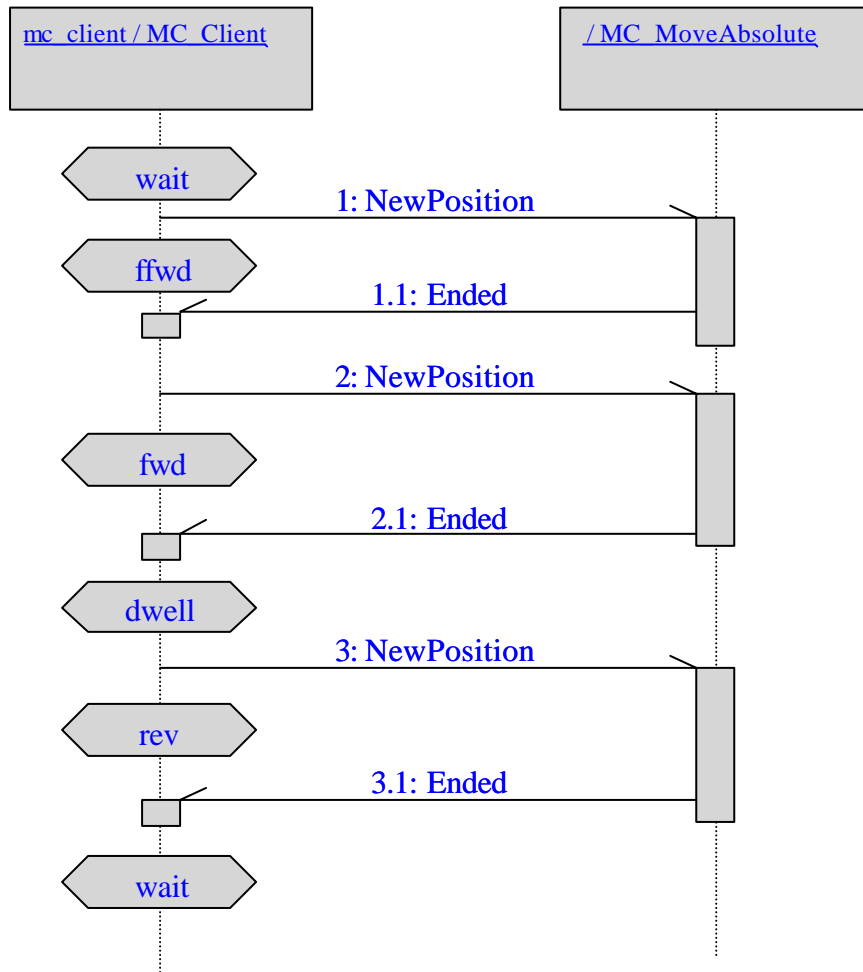 mc_client / MC_Client
/ MC_MoveAbsolute
wait
1: NewPosition
ffwd
1.1: Ended
2: NewPosition
fwd
2.1: Ended
dwell
3: NewPosition
rev
3.1: Ended
wait